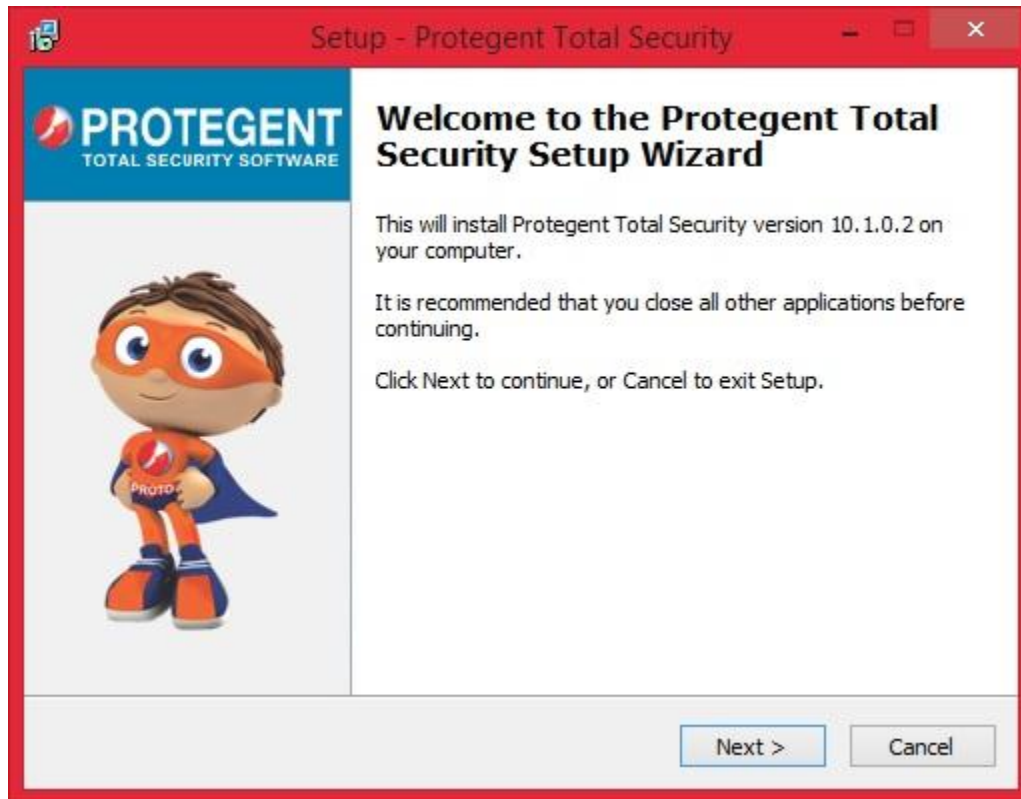 Setup - Protegent Total Security
PROTEGENT
TOTAL SECURITY SOFTWARE
Welcome to the Protegent Total
Security Setup Wizard
This will install Protegent Total Security version 10.1.0.2 on
your computer.
It is recommended that you close all other applications before
continuing.
Click Next to continue, or Cancel to exit Setup.
PROTO
Next >
Cancel